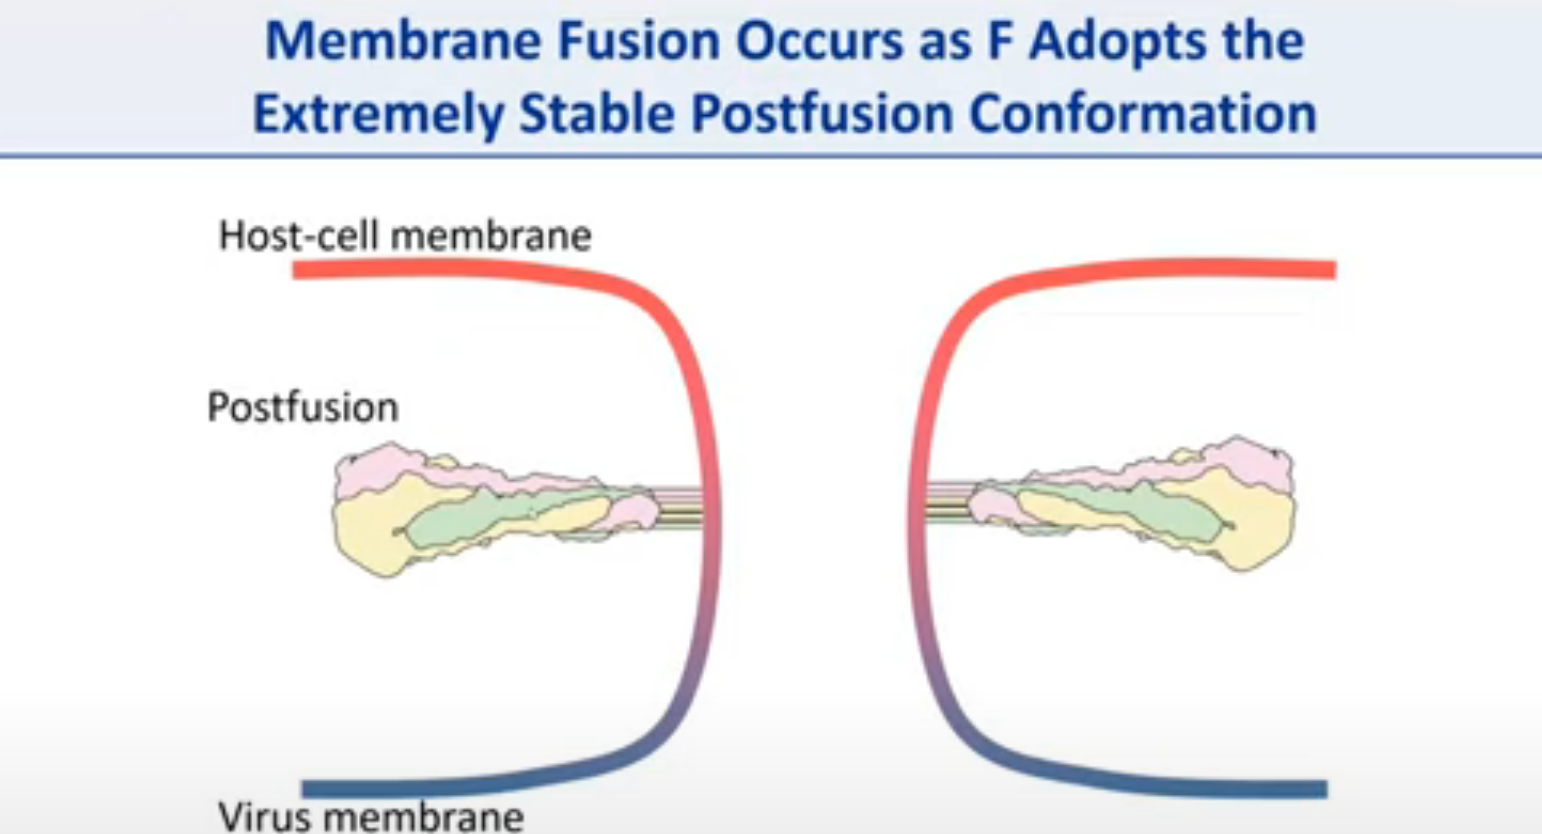 Membrane Fusion Occurs as F Adopts the
Extremely Stable Postfusion Conformation
Host-cell membrane
Postfusion
Virus membrane